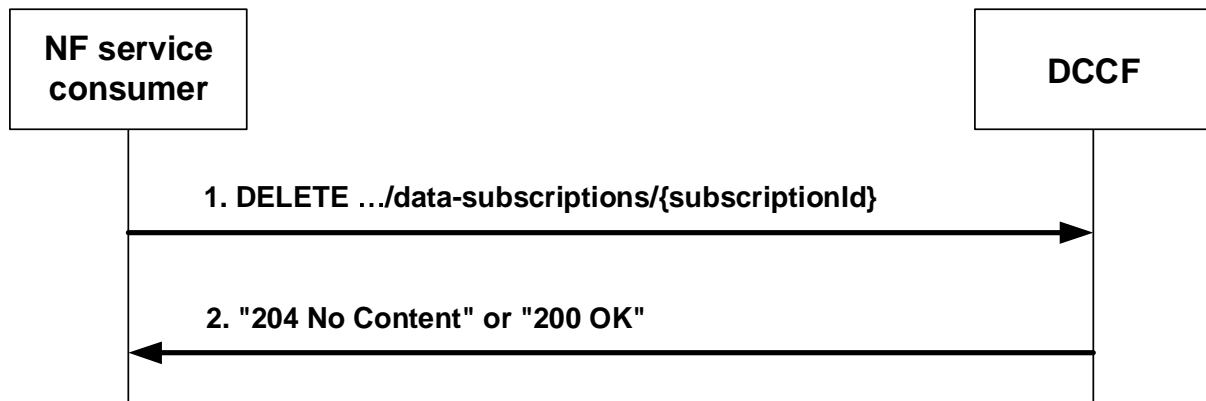 NF service
consumer
DCCF
1. DELETE …/data-subscriptions/{subscriptionId}
2. "204 No Content" or "200 OK"